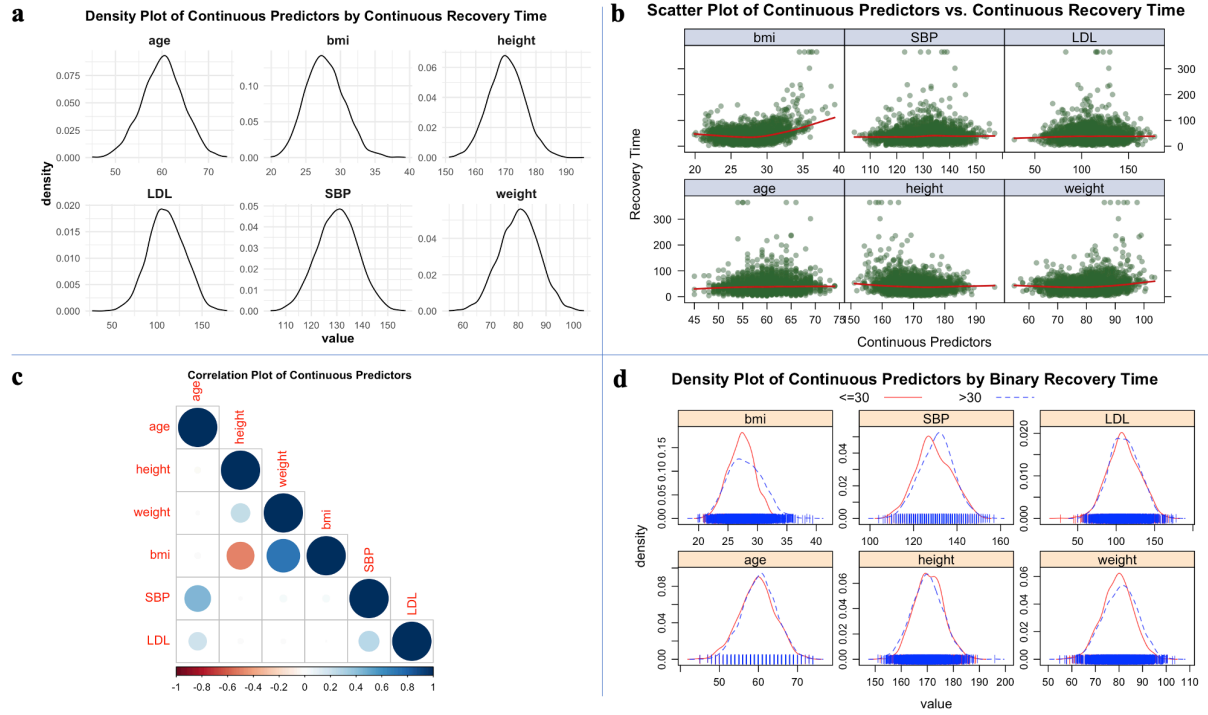 a
Density Plot of Continuous Predictors by Continuous Recovery Time
age bmi height
0.075 0.10 0.06
0.050 0.04
0.05
0.025 0.02
0.000 0.00 0.00
50 60 70 20 25 30 35 40 150 160 170 180 190
density
LDL SBP weight
0.020 0.05
0.015 0.04 0.04
0.03
0.010
0.02 0.02
0.005 0.01
0.000 0.00 0.00
50 100 150 110 120 130 140 150 60 70 80 90 100
value
b
Scatter Plot of Continuous Predictors vs. Continuous Recovery Time
bmi SBP LDL
300
200
100
0
20 25 30 35 40 110 120 130 140 150 50 100 150
Recovery Time
age height weight
300
200
100
0
45 50 55 60 65 70 75 150 160 170 180 190 60 70 80 90 100
Continuous Predictors
c
Correlation Plot of Continuous Predictors
age
age
height
height
weight
weight
bmi
bmi
SBP
SBP
LDL
LDL
-1 -0.8 -0.6 -0.4 -0.2 0 0.2 0.4 0.6 0.8 1
d
Density Plot of Continuous Predictors by Binary Recovery Time
<=30 >30
bmi SBP LDL
0.00 0.05 0.10 0.15 0.00 0.02 0.04 0.000 0.010 0.020
20 25 30 35 40 100 120 140 160 0 50 100 150 200
density
age height weight
0.00 0.02 0.04 0.06 0.08 0.00 0.02 0.04 0.06 0.00 0.02 0.04 0.06
50 60 70 150 160 170 180 190 200 50 60 70 80 90 100 110
value